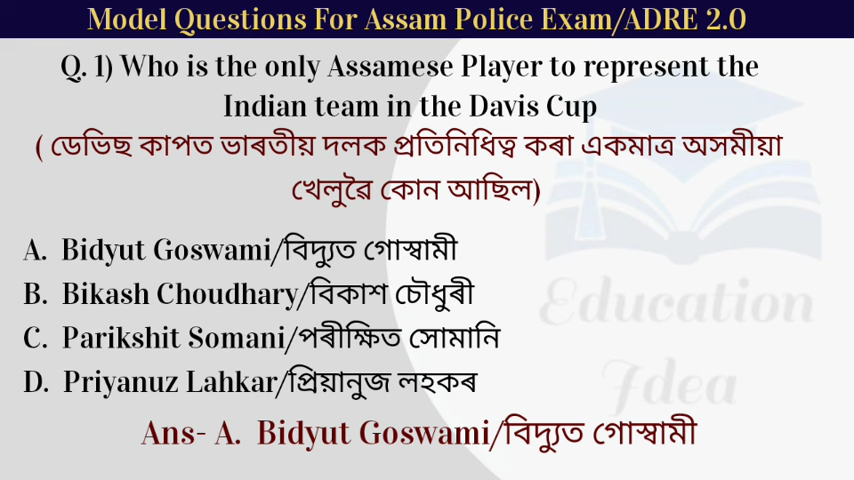 Model Questions For Assam Police Exam/ADRE 2.0
Q. 1) Who is the only Assamese Player to represent the
Indian team in the Davis Cup
( ডেভিছ কাপত ভাৰতীয় দলক প্ৰতিনিধিত্ব কৰা একমাত্ৰ অসমীয়া
খেলুৱৈ কোন আছিল)
A. Bidyut Goswami/বিদ্যুত গোস্বামী
B. Bikash Choudhary/বিকাশ চৌধুৰী
C. Parikshit Somani/পৰীক্ষিত সোমানি
D. Priyanuz Lahkar/প্ৰিয়ানুজ লহকৰ
Ans- A. Bidyut Goswami/বিদ্যুত গোস্বামী
Education
Idea